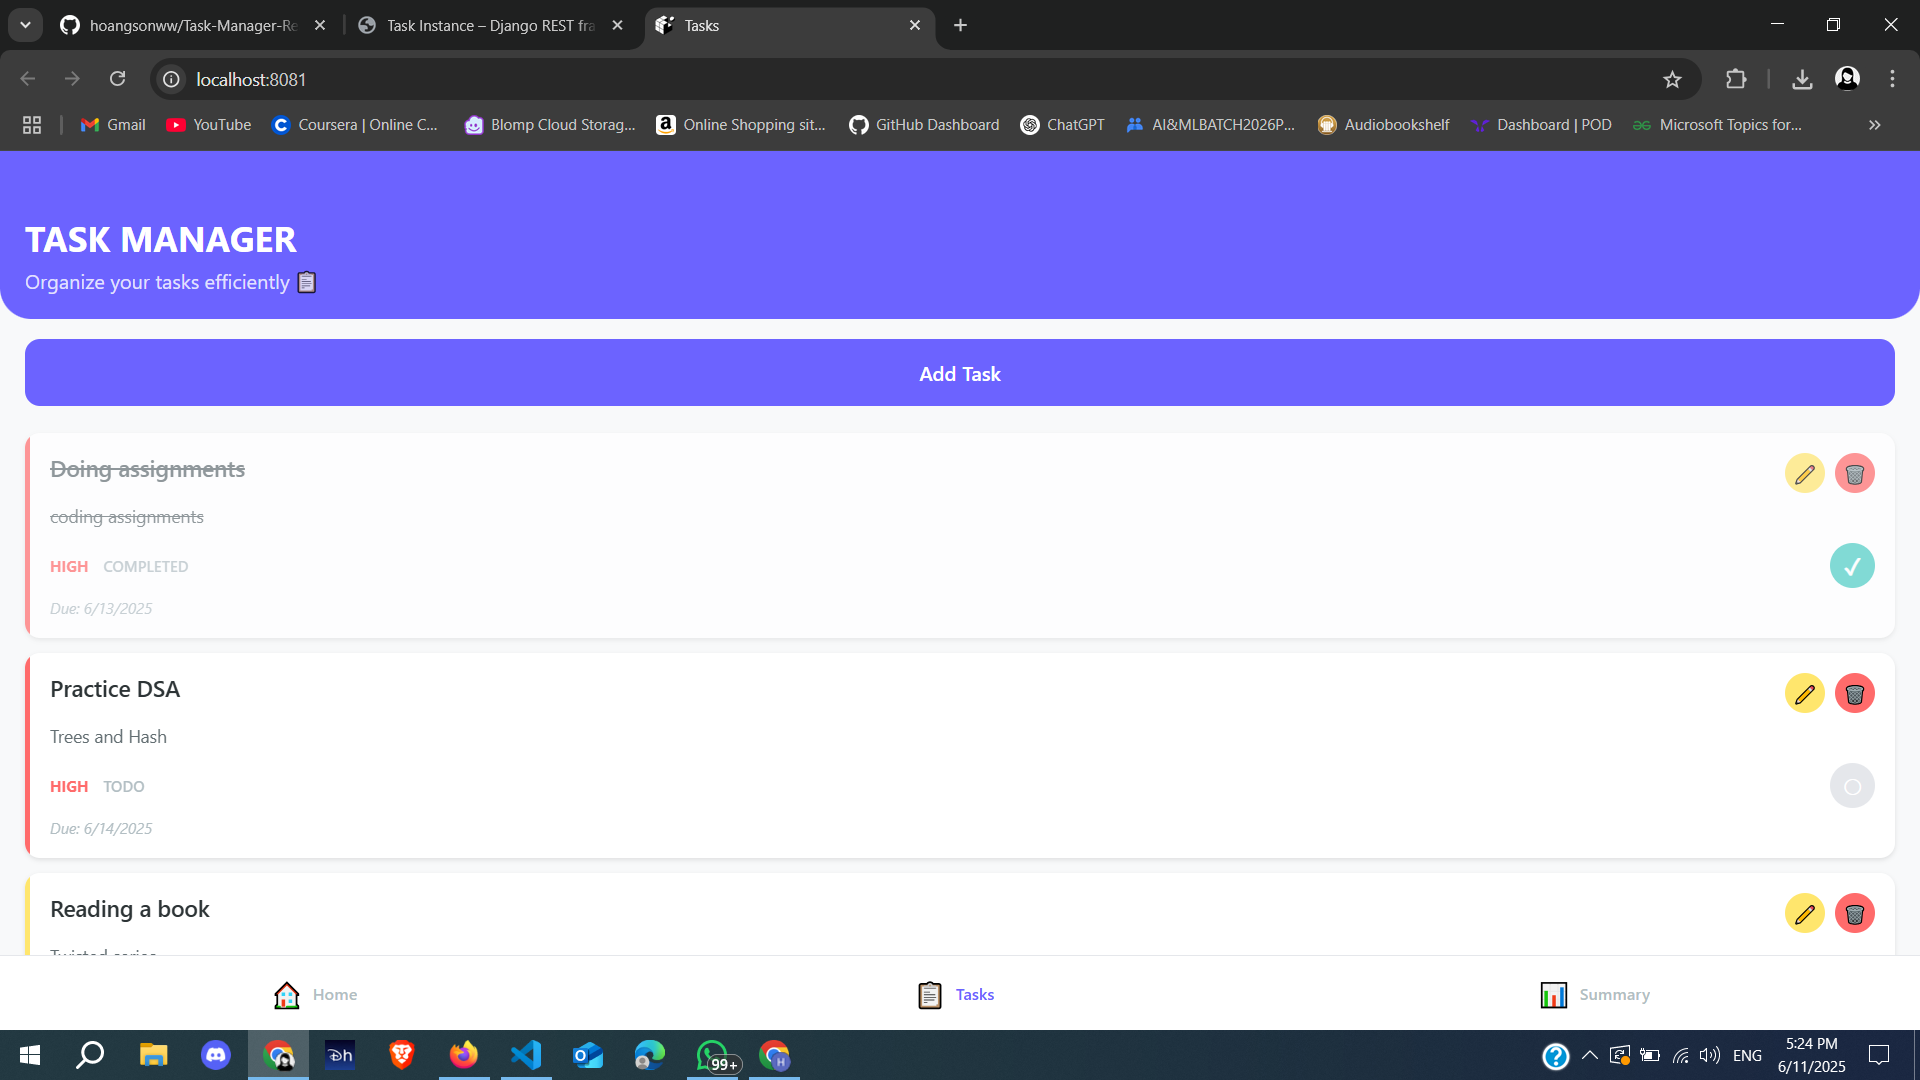 hoangsonww/Task-Manager-Re
Task Instance – Django REST fra
Tasks
localhost:8081
Gmail
YouTube
Coursera | Online C...
Blomp Cloud Storag...
Online Shopping sit...
GitHub Dashboard
ChatGPT
AI&MLBATCH2026P...
Audiobookshelf
Dashboard | POD
Microsoft Topics for...
TASK MANAGER
Organize your tasks efficiently
Add Task
Doing assignments
coding assignments
HIGH COMPLETED
Due: 6/13/2025
Practice DSA
Trees and Hash
HIGH TODO
Due: 6/14/2025
Reading a book
Twisted series
Home
Tasks
Summary
Dh
99+
H
ENG
5:24 PM
6/11/2025